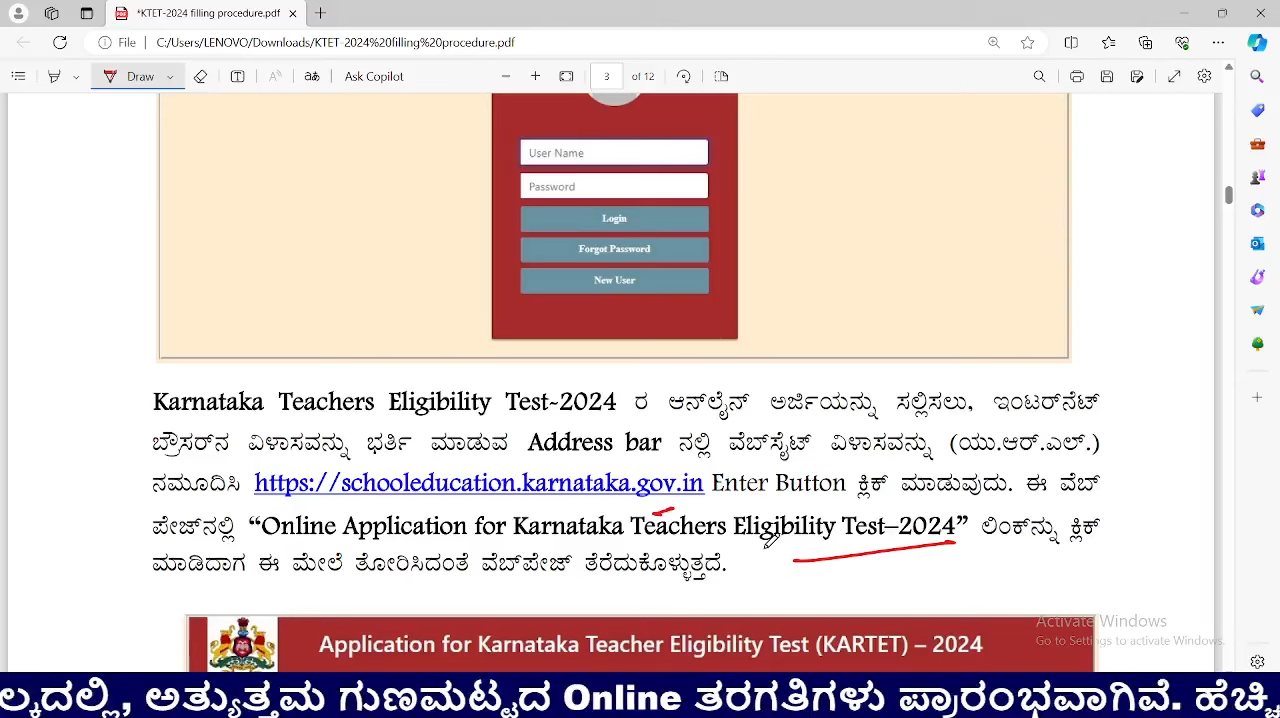 *KTET-2024 filling procedure.pdf
File
C:/Users/LENOVO/Downloads/KTET-2024%20filling%20procedure.pdf
Draw
Ask Copilot
3
of 12
User Name
Password
Login
Forgot Password
New User
Karnataka Teachers Eligibility Test-2024 ರ ಆನ್‌ಲೈನ್ ಅರ್ಜಿಯನ್ನು ಸಲ್ಲಿಸಲು, ಇಂಟರ್‌ನೆಟ್
ಬ್ರೌಸರ್‌ನ ವಿಳಾಸವನ್ನು ಭರ್ತಿ ಮಾಡುವ Address bar ನಲ್ಲಿ ವೆಬ್‌ಸೈಟ್ ವಿಳಾಸವನ್ನು (ಯು.ಆರ್.ಎಲ್.)
ನಮೂದಿಸಿ https://schooleducation.karnataka.gov.in Enter Button ಕ್ಲಿಕ್ ಮಾಡುವುದು. ಈ ವೆಬ್
ಪೇಜ್‌ನಲ್ಲಿ “Online Application for Karnataka Teachers Eligibility Test–2024” ಲಿಂಕ್‌ನ್ನು ಕ್ಲಿಕ್
ಮಾಡಿದಾಗ ಈ ಮೇಲೆ ತೋರಿಸಿದಂತೆ ವೆಬ್‌ಪೇಜ್ ತೆರೆದುಕೊಳ್ಳುತ್ತದೆ.
Activate Windows
Go to Settings to activate Windows.
Application for Karnataka Teacher Eligibility Test (KARTET) – 2024
ಲ್ಕದಲ್ಲಿ, ಅತ್ಯುತ್ತಮ ಗುಣಮಟ್ಟದ Online ತರಗತಿಗಳು ಪ್ರಾರಂಭವಾಗಿವೆ. ಹೆಚ್ಚಿ